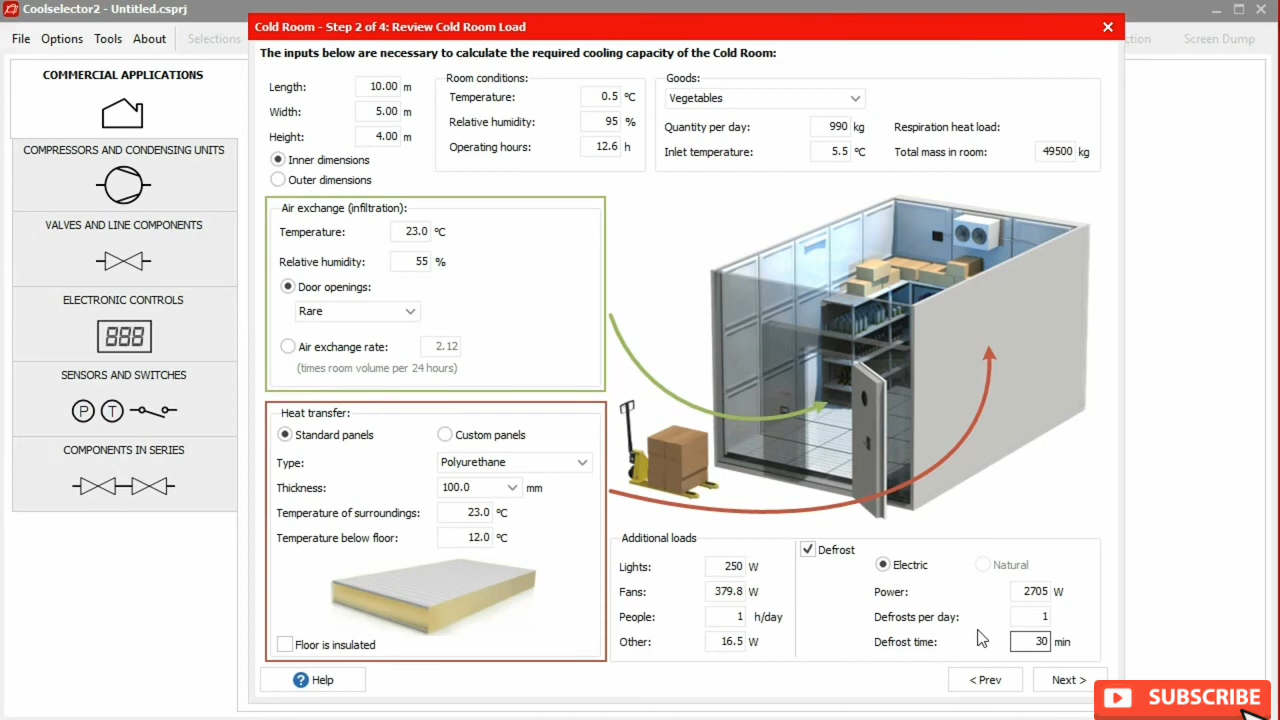 Coolselector2 - Untitled.csprj
File Options Tools About Selections ction Screen Dump
Cold Room - Step 2 of 4: Review Cold Room Load
The inputs below are necessary to calculate the required cooling capacity of the Cold Room:
COMMERCIAL APPLICATIONS
COMPRESSORS AND CONDENSING UNITS
VALVES AND LINE COMPONENTS
ELECTRONIC CONTROLS
888
SENSORS AND SWITCHES
P T
COMPONENTS IN SERIES
Length: 10.00 m
Width: 5.00 m
Height: 4.00 m
Inner dimensions
Outer dimensions
Room conditions:
Temperature: 0.5 °C
Relative humidity: 95 %
Operating hours: 12.6 h
Goods:
Vegetables
Quantity per day: 990 kg Respiration heat load:
Inlet temperature: 5.5 °C Total mass in room: 49500 kg
Air exchange (infiltration):
Temperature: 23.0 °C
Relative humidity: 55 %
Door openings:
Rare
Air exchange rate: 2.12
(times room volume per 24 hours)
Heat transfer:
Standard panels Custom panels
Type: Polyurethane
Thickness: 100.0 mm
Temperature of surroundings: 23.0 °C
Temperature below floor: 12.0 °C
Floor is insulated
Additional loads
Lights: 250 W
Fans: 379.8 W
People: 1 h/day
Other: 16.5 W
Defrost
Electric Natural
Power: 2705 W
Defrosts per day: 1
Defrost time: 30 min
? Help < Prev Next >
SUBSCRIBE